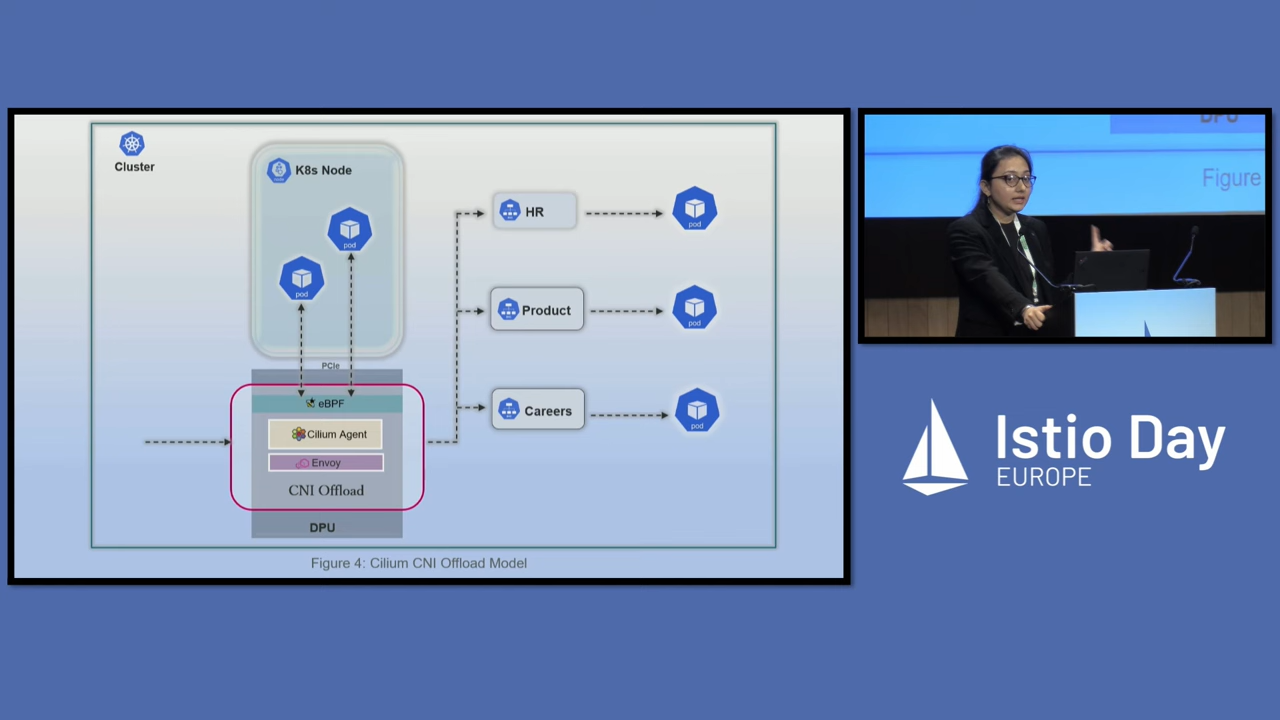 Cluster
K8s Node
pod
pod
PCIe
eBPF
Cilium Agent
Envoy
CNI Offload
DPU
HR
pod
Product
pod
Careers
pod
Figure 4: Cilium CNI Offload Model
DPU
Figure
Istio Day
EUROPE